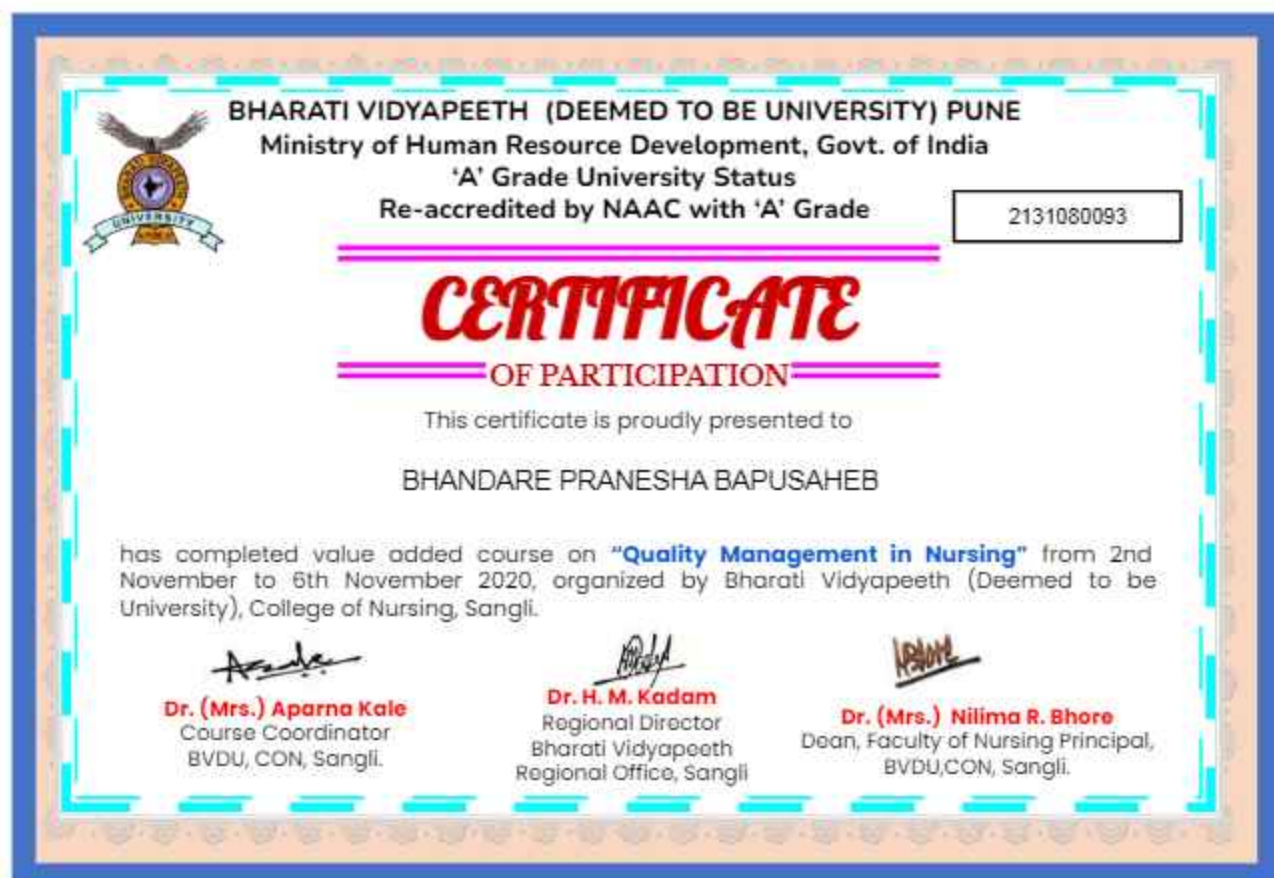 BHARATI VIDYAPEETH (DEEMED TO BE UNIVERSITY) PUNE
Ministry of Human Resource Development, Govt. of India
‘A’ Grade University Status
Re-accredited by NAAC with ‘A’ Grade
2131080093
BHARATI VIDYAPEETH
UNIVERSITY
CERTIFICATE
OF PARTICIPATION
This certificate is proudly presented to
BHANDARE PRANESHA BAPUSAHEB
has completed value added course on “Quality Management in Nursing” from 2nd
November to 6th November 2020, organized by Bharati Vidyapeeth (Deemed to be
University), College of Nursing, Sangli.
Dr. (Mrs.) Aparna Kale
Course Coordinator
BVDU, CON, Sangli.
Dr. H. M. Kadam
Regional Director
Bharati Vidyapeeth
Regional Office, Sangli
Dr. (Mrs.) Nilima R. Bhore
Dean, Faculty of Nursing Principal,
BVDU,CON, Sangli.